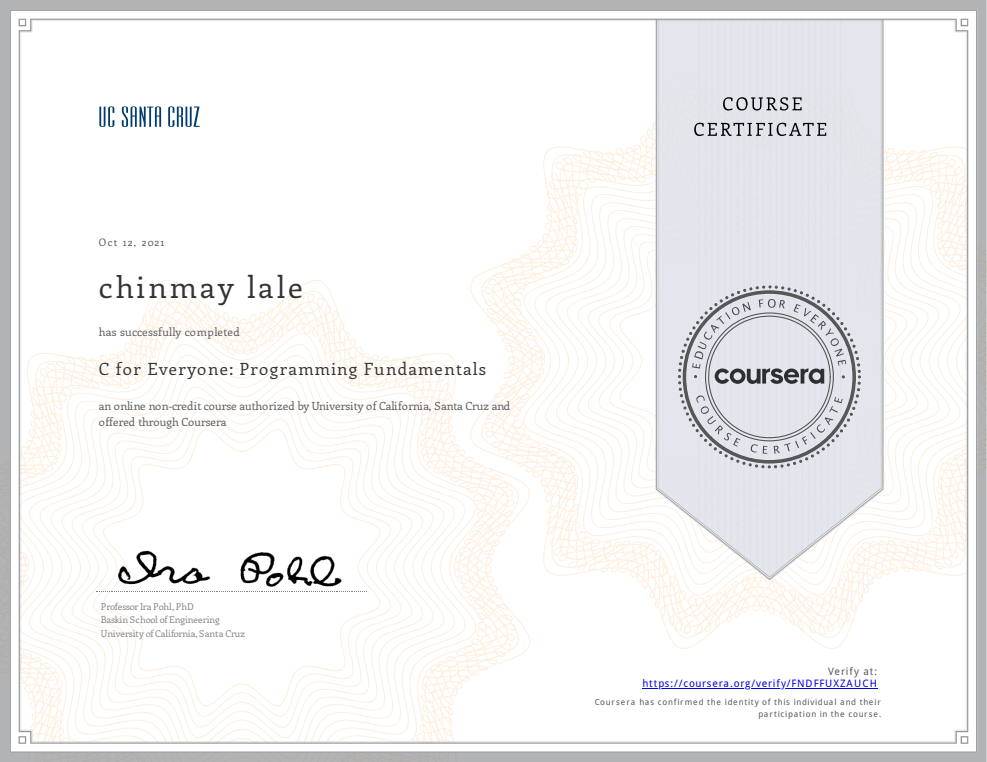 UC SANTA CRUZ
COURSE
CERTIFICATE
Oct 12, 2021
chinmay lale
has successfully completed
C for Everyone: Programming Fundamentals
an online non-credit course authorized by University of California, Santa Cruz and
offered through Coursera
EDUCATION FOR EVERYONE
coursera
COURSE CERTIFICATE
Ira Pohl
Professor Ira Pohl, PhD
Baskin School of Engineering
University of California, Santa Cruz
Verify at:
https://coursera.org/verify/FNDFFUXZAUCH
Coursera has confirmed the identity of this individual and their
participation in the course.